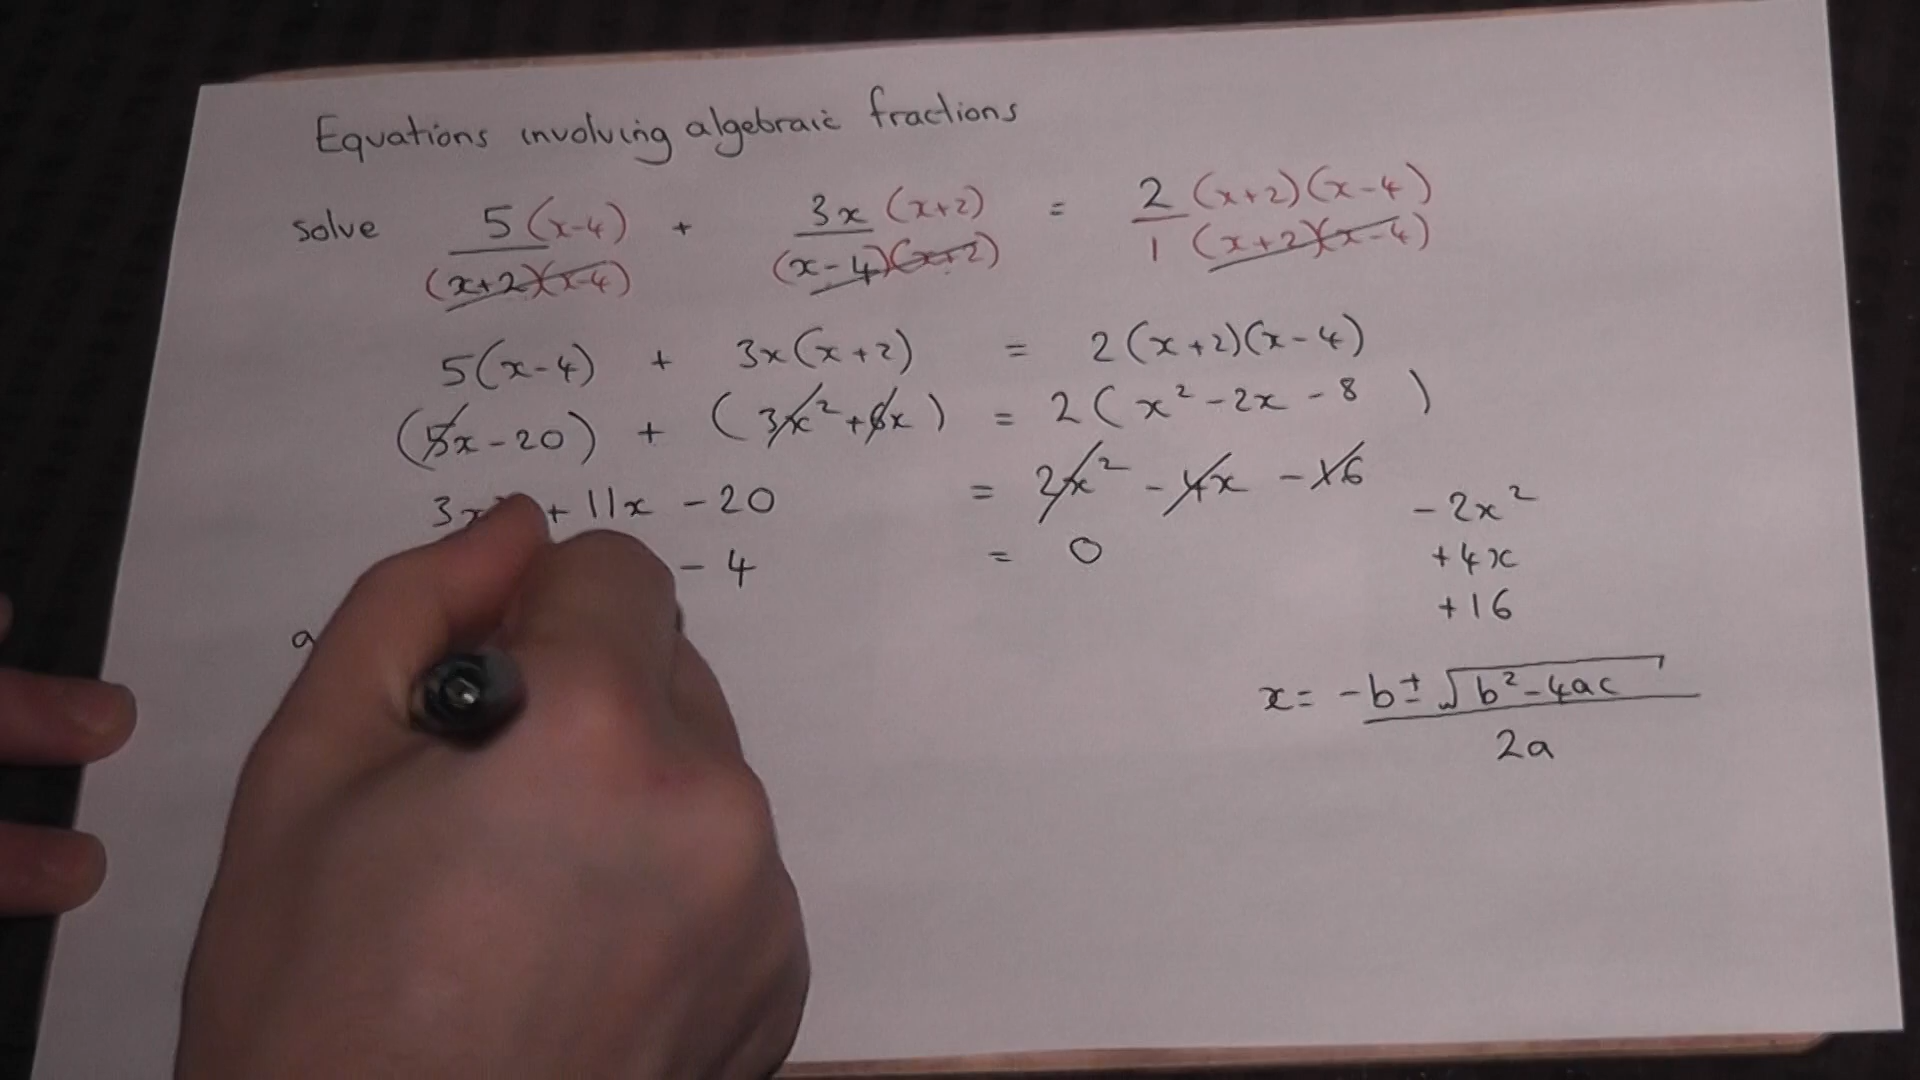 Equations involving algebraic fractions
solve 5(x-4) + 3x(x+2) = 2(x+2)(x-4)
(x+2)(x-4) (x-4)(x+2) 1(x+2)(x-4)
5(x-4) + 3x(x+2) = 2(x+2)(x-4)
(5x-20) + (3x²+6x) = 2(x²-2x-8 )
3x + 11x - 20 = 2x² - 4x - 16
- 4 = 0
-2x²
+4x
+16
a
x = -b ± √b²-4ac
2a